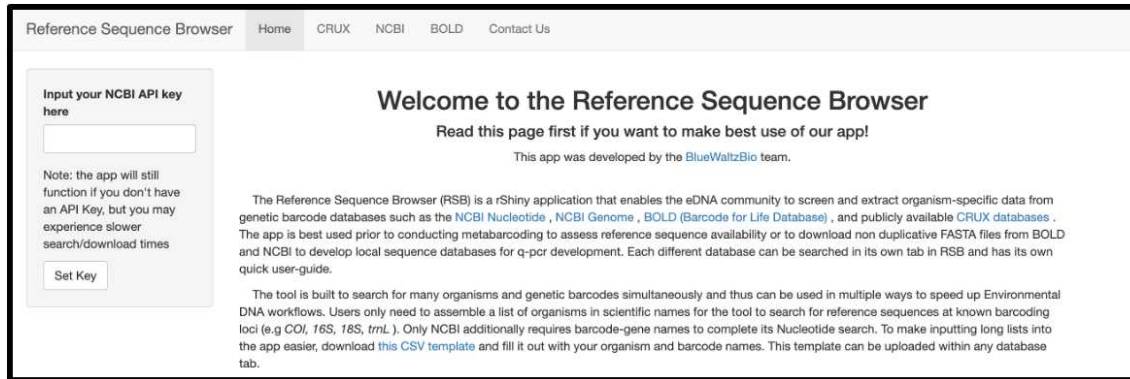 Reference Sequence Browser Home CRUX NCBI BOLD Contact Us
Input your NCBI API key
here
Note: the app will still
function if you don't have
an API Key, but you may
experience slower
search/download times
Set Key
Welcome to the Reference Sequence Browser
Read this page first if you want to make best use of our app!
This app was developed by the BlueWaltzBio team.
The Reference Sequence Browser (RSB) is a rShiny application that enables the eDNA community to screen and extract organism-specific data from
genetic barcode databases such as the NCBI Nucleotide , NCBI Genome , BOLD (Barcode for Life Database) , and publicly available CRUX databases .
The app is best used prior to conducting metabarcoding to assess reference sequence availability or to download non duplicative FASTA files from BOLD
and NCBI to develop local sequence databases for q-pcr development. Each different database can be searched in its own tab in RSB and has its own
quick user-guide.
The tool is built to search for many organisms and genetic barcodes simultaneously and thus can be used in multiple ways to speed up Environmental
DNA workflows. Users only need to assemble a list of organisms in scientific names for the tool to search for reference sequences at known barcoding
loci (e.g COI, 16S, 18S, trnL ). Only NCBI additionally requires barcode-gene names to complete its Nucleotide search. To make inputting long lists into
the app easier, download this CSV template and fill it out with your organism and barcode names. This template can be uploaded within any database
tab.